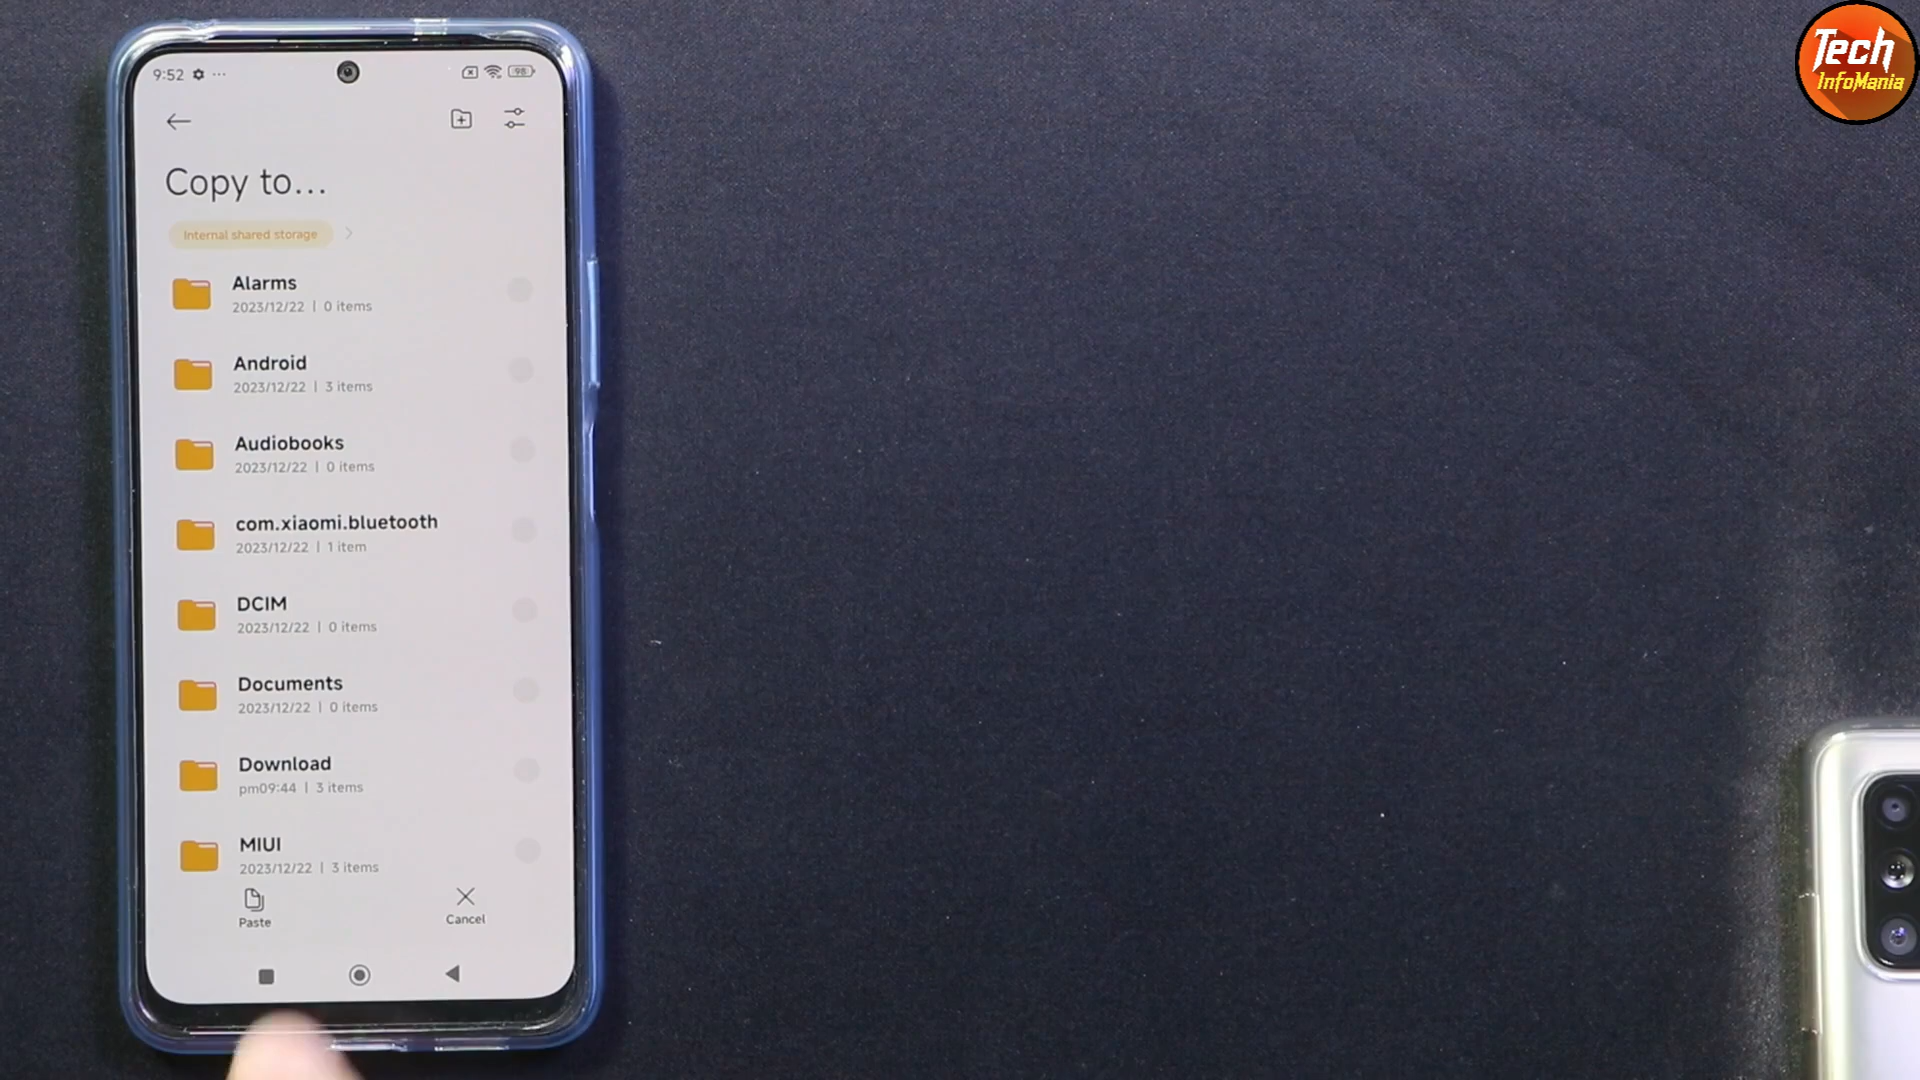 9:52
98
Copy to...
Internal shared storage
Alarms
2023/12/22 | 0 items
Android
2023/12/22 | 3 items
Audiobooks
2023/12/22 | 0 items
com.xiaomi.bluetooth
2023/12/22 | 1 item
DCIM
2023/12/22 | 0 items
Documents
2023/12/22 | 0 items
Download
pm09:44 | 3 items
MIUI
2023/12/22 | 3 items
Paste
Cancel
Tech
InfoMania